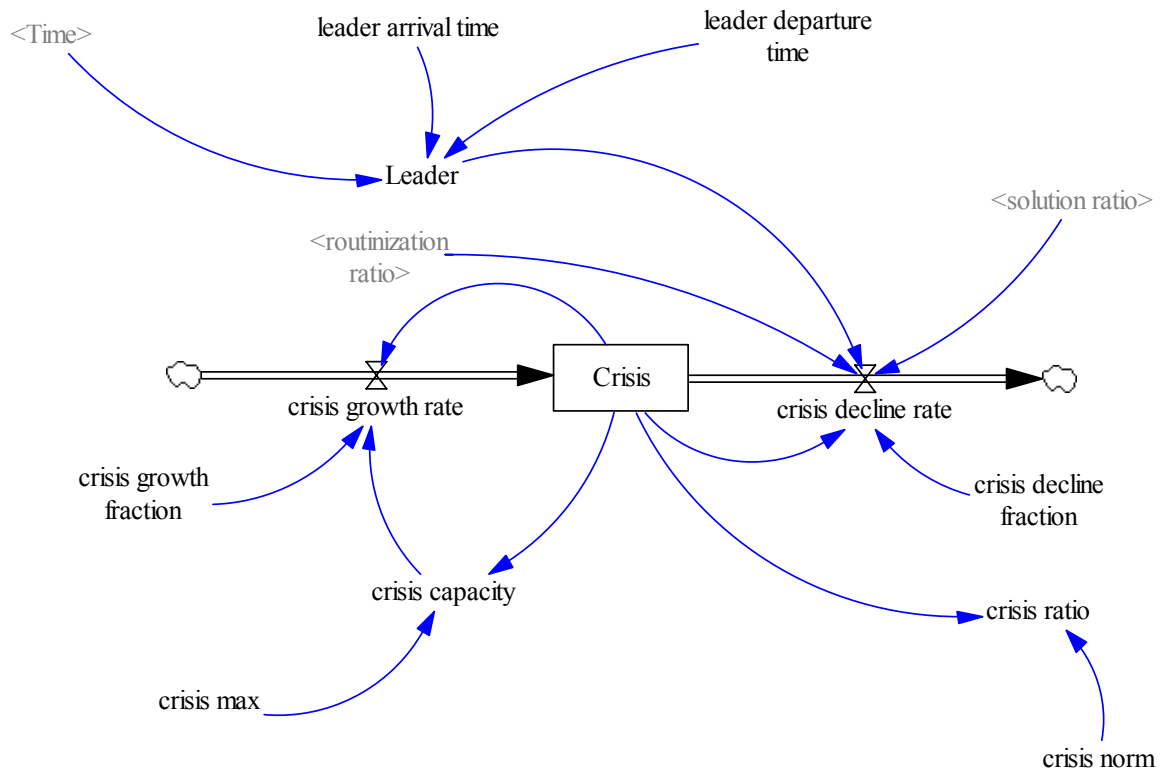 <Time>
leader arrival time
leader departure
time
Leader
<solution ratio>
<routinization
ratio>
Crisis
crisis growth rate
crisis decline rate
crisis growth
fraction
crisis decline
fraction
crisis capacity
crisis ratio
crisis max
crisis norm